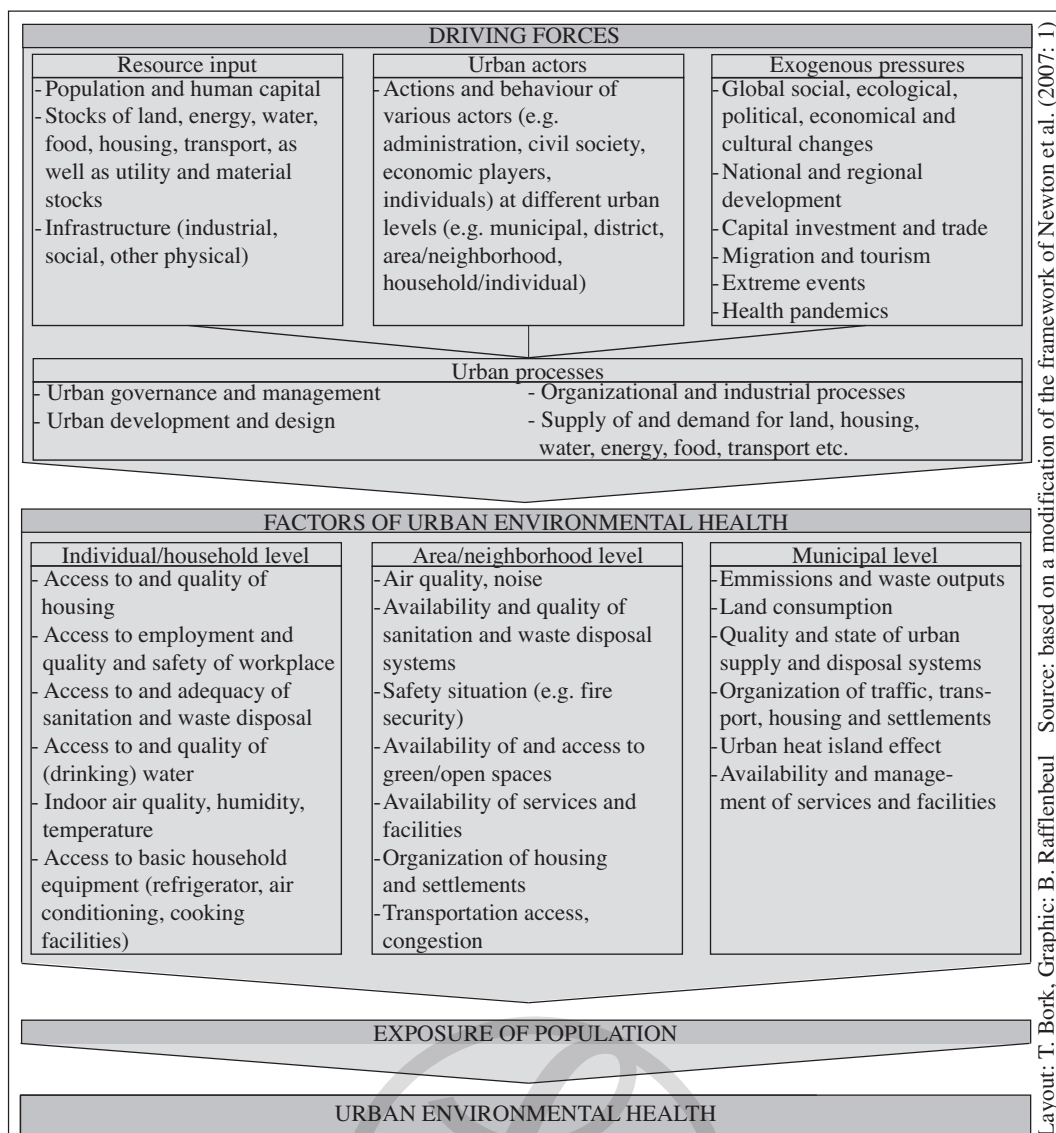 DRIVING FORCES
Resource input
- Population and human capital
- Stocks of land, energy, water,
food, housing, transport, as
well as utility and material
stocks
- Infrastructure (industrial,
social, other physical)
Urban actors
- Actions and behaviour of
various actors (e.g.
administration, civil society,
economic players,
individuals) at different urban
levels (e.g. municipal, district,
area/neighborhood,
household/individual)
Exogenous pressures
- Global social, ecological,
political, economical and
cultural changes
- National and regional
development
- Capital investment and trade
- Migration and tourism
- Extreme events
- Health pandemics
Urban processes
- Urban governance and management
- Urban development and design
- Organizational and industrial processes
- Supply of and demand for land, housing,
water, energy, food, transport etc.
FACTORS OF URBAN ENVIRONMENTAL HEALTH
Individual/household level
- Access to and quality of
housing
- Access to employment and
quality and safety of workplace
- Access to and adequacy of
sanitation and waste disposal
- Access to and quality of
(drinking) water
- Indoor air quality, humidity,
temperature
- Access to basic household
equipment (refrigerator, air
conditioning, cooking
facilities)
Area/neighborhood level
- Air quality, noise
- Availability and quality of
sanitation and waste disposal
systems
- Safety situation (e.g. fire
security)
- Availability of and access to
green/open spaces
- Availability of services and
facilities
- Organization of housing
and settlements
- Transportation access,
congestion
Municipal level
- Emmissions and waste outputs
- Land consumption
- Quality and state of urban
supply and disposal systems
- Organization of traffic, trans-
port, housing and settlements
- Urban heat island effect
- Availability and manage-
ment of services and facilities
EXPOSURE OF POPULATION
URBAN ENVIRONMENTAL HEALTH
Layout: T. Bork, Graphic: B. Rafflenbeul Source: based on a modification of the framework of Newton et al. (2007: 1)